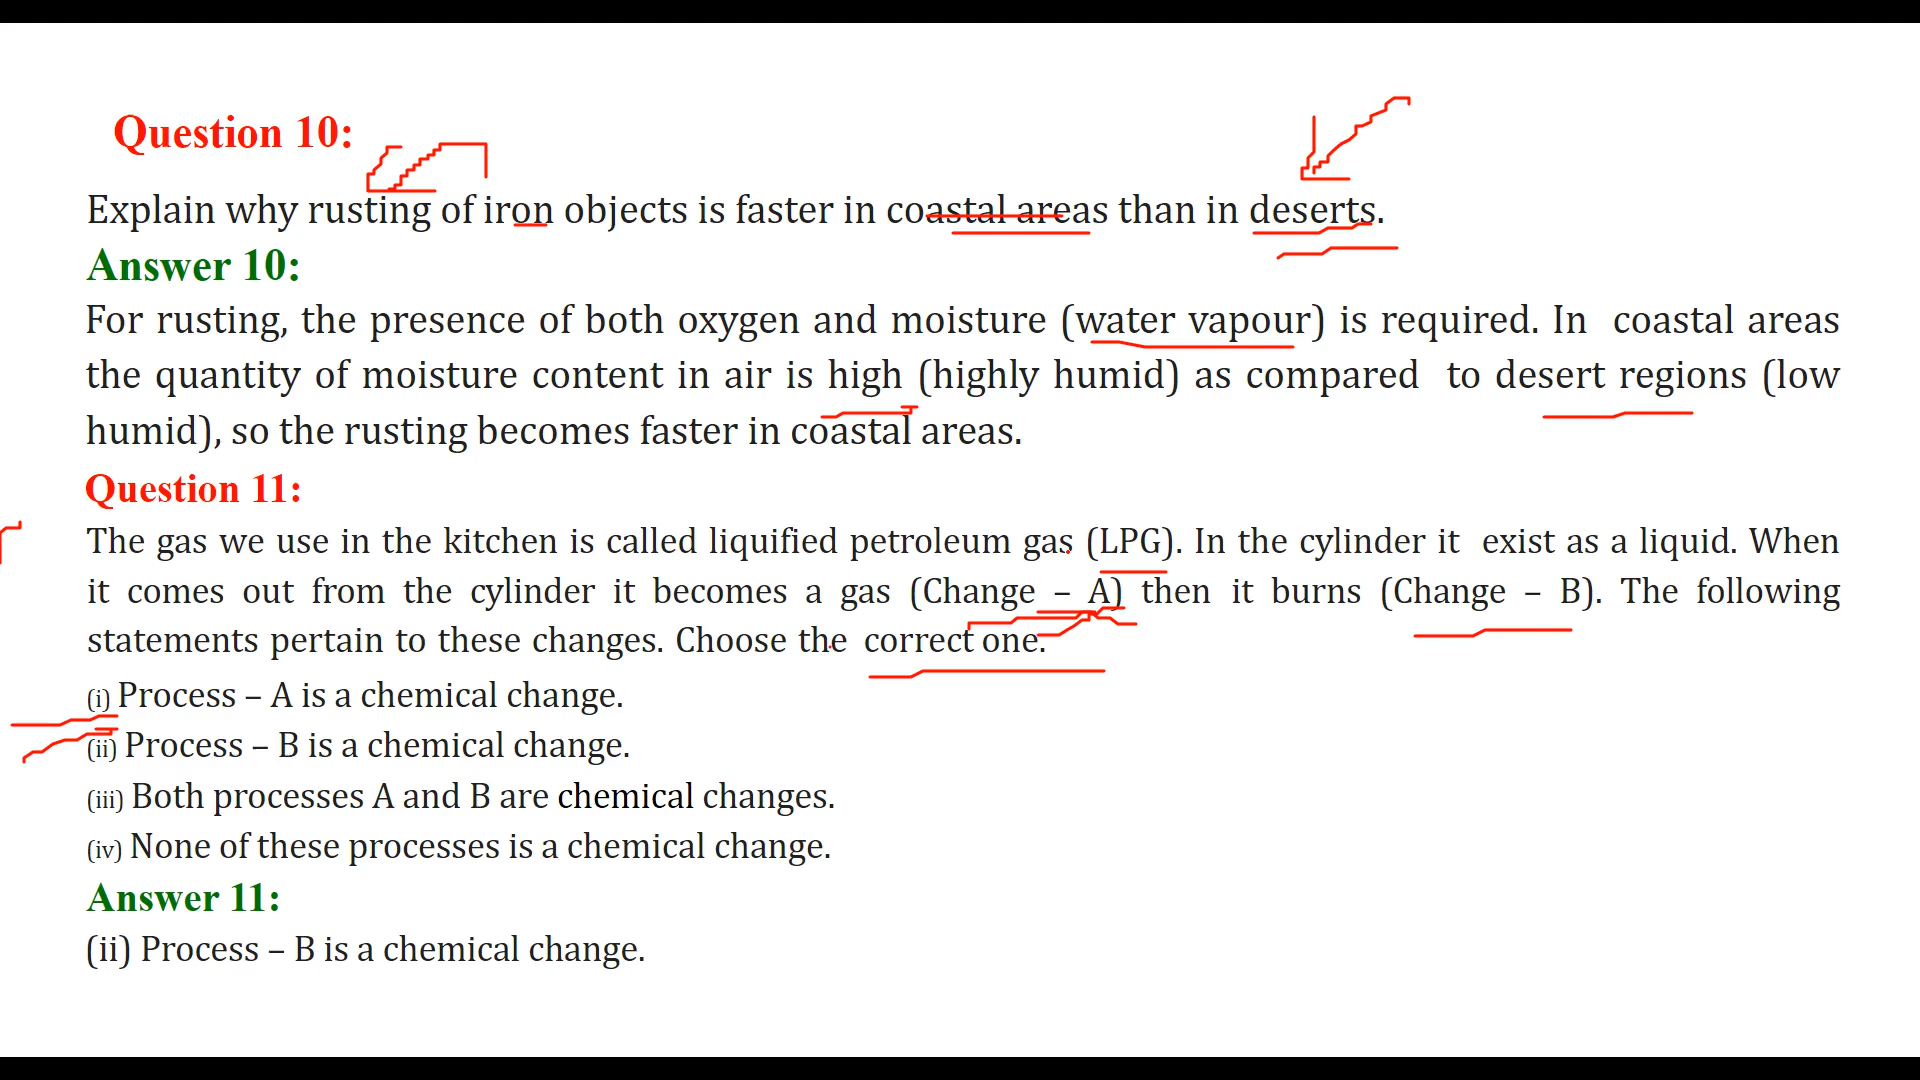 Question 10:
Explain why rusting of iron objects is faster in coastal areas than in deserts.
Answer 10:
For rusting, the presence of both oxygen and moisture (water vapour) is required. In coastal areas
the quantity of moisture content in air is high (highly humid) as compared to desert regions (low
humid), so the rusting becomes faster in coastal areas.
Question 11:
The gas we use in the kitchen is called liquified petroleum gas (LPG). In the cylinder it exist as a liquid. When
it comes out from the cylinder it becomes a gas (Change – A) then it burns (Change – B). The following
statements pertain to these changes. Choose the correct one.
(i) Process – A is a chemical change.
(ii) Process – B is a chemical change.
(iii) Both processes A and B are chemical changes.
(iv) None of these processes is a chemical change.
Answer 11:
(ii) Process – B is a chemical change.